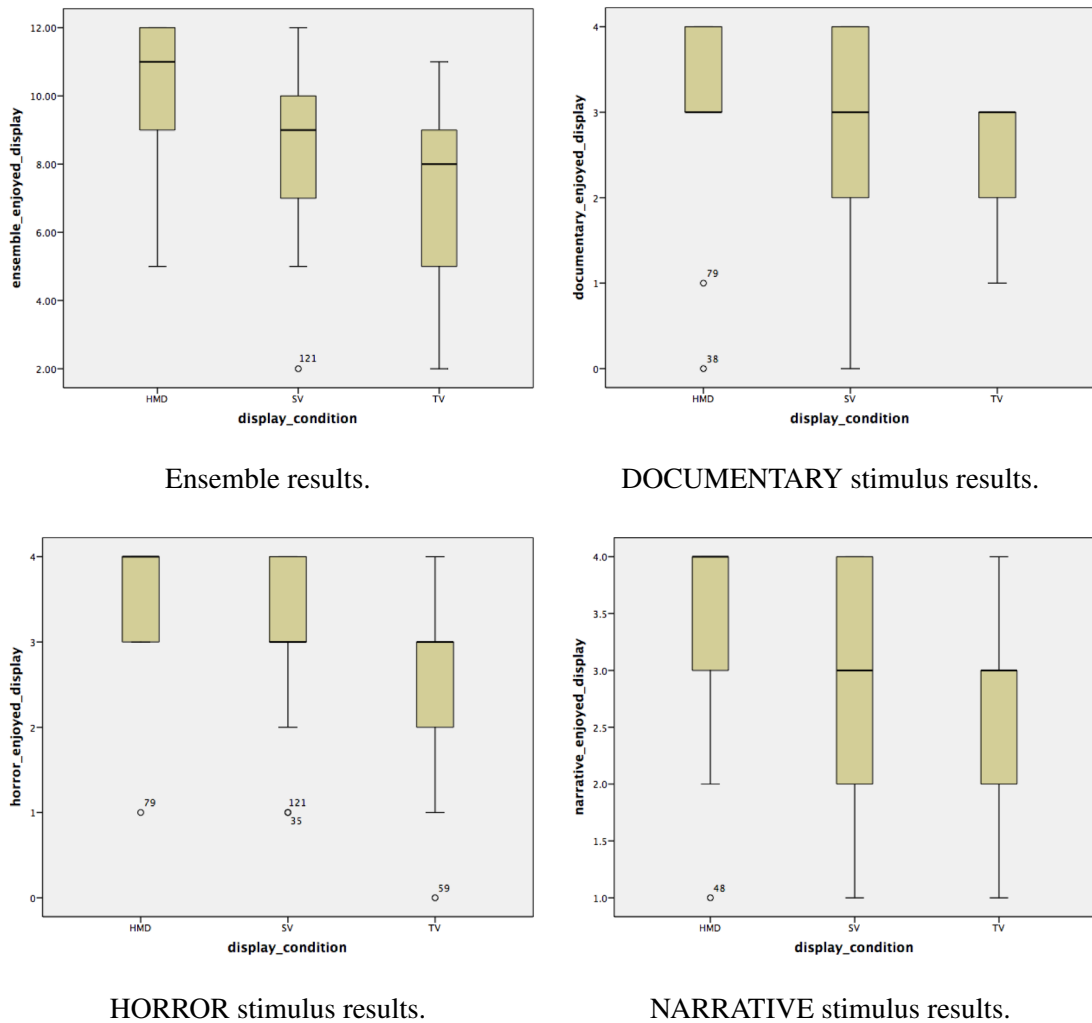 12.00
10.00
8.00
6.00
4.00
2.00
ensemble_enjoyed_display
121
HMD SV TV
display_condition
Ensemble results.
4
3
2
1
0
documentary_enjoyed_display
79
38
HMD SV TV
display_condition
DOCUMENTARY stimulus results.
4
3
2
1
0
horror_enjoyed_display
79
121
35
59
HMD SV TV
display_condition
HORROR stimulus results.
4.0
3.5
3.0
2.5
2.0
1.5
1.0
narrative_enjoyed_display
48
HMD SV TV
display_condition
NARRATIVE stimulus results.